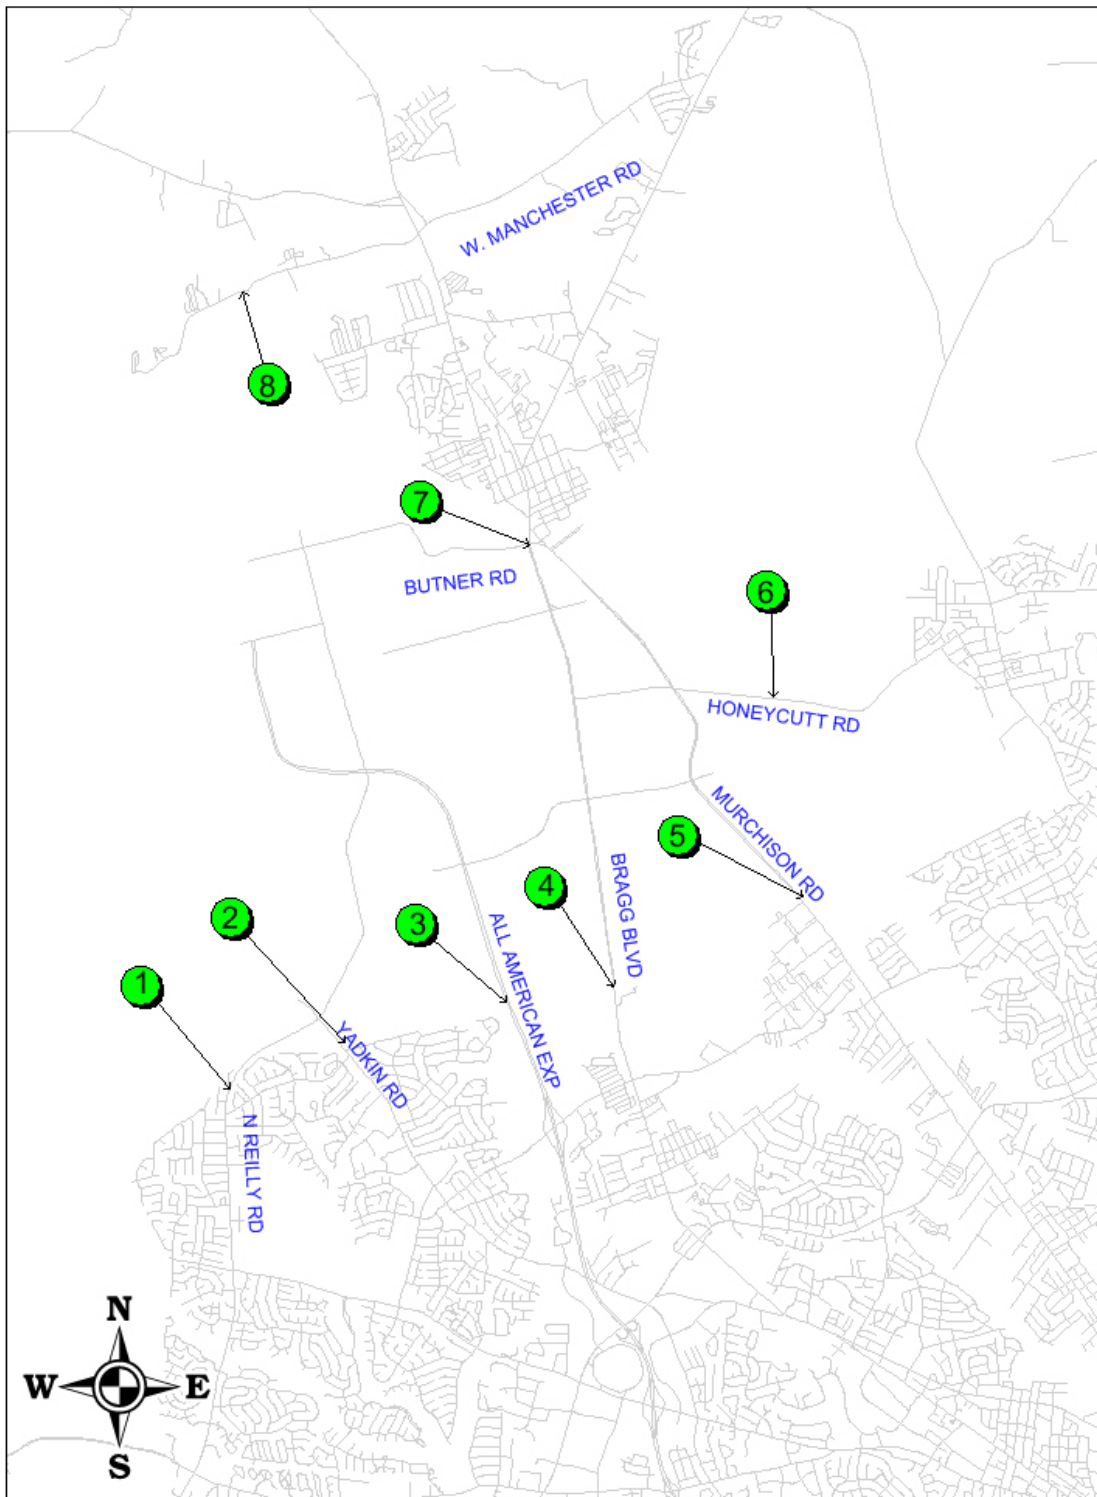 W. MANCHESTER RD
8
7
BUTNER RD
6
HONEYCUTT RD
MURCHISON RD
5
BRAGG BLVD
4
ALL AMERICAN EXP
3
2
YADKIN RD
1
N REILLY RD
N
W
E
S